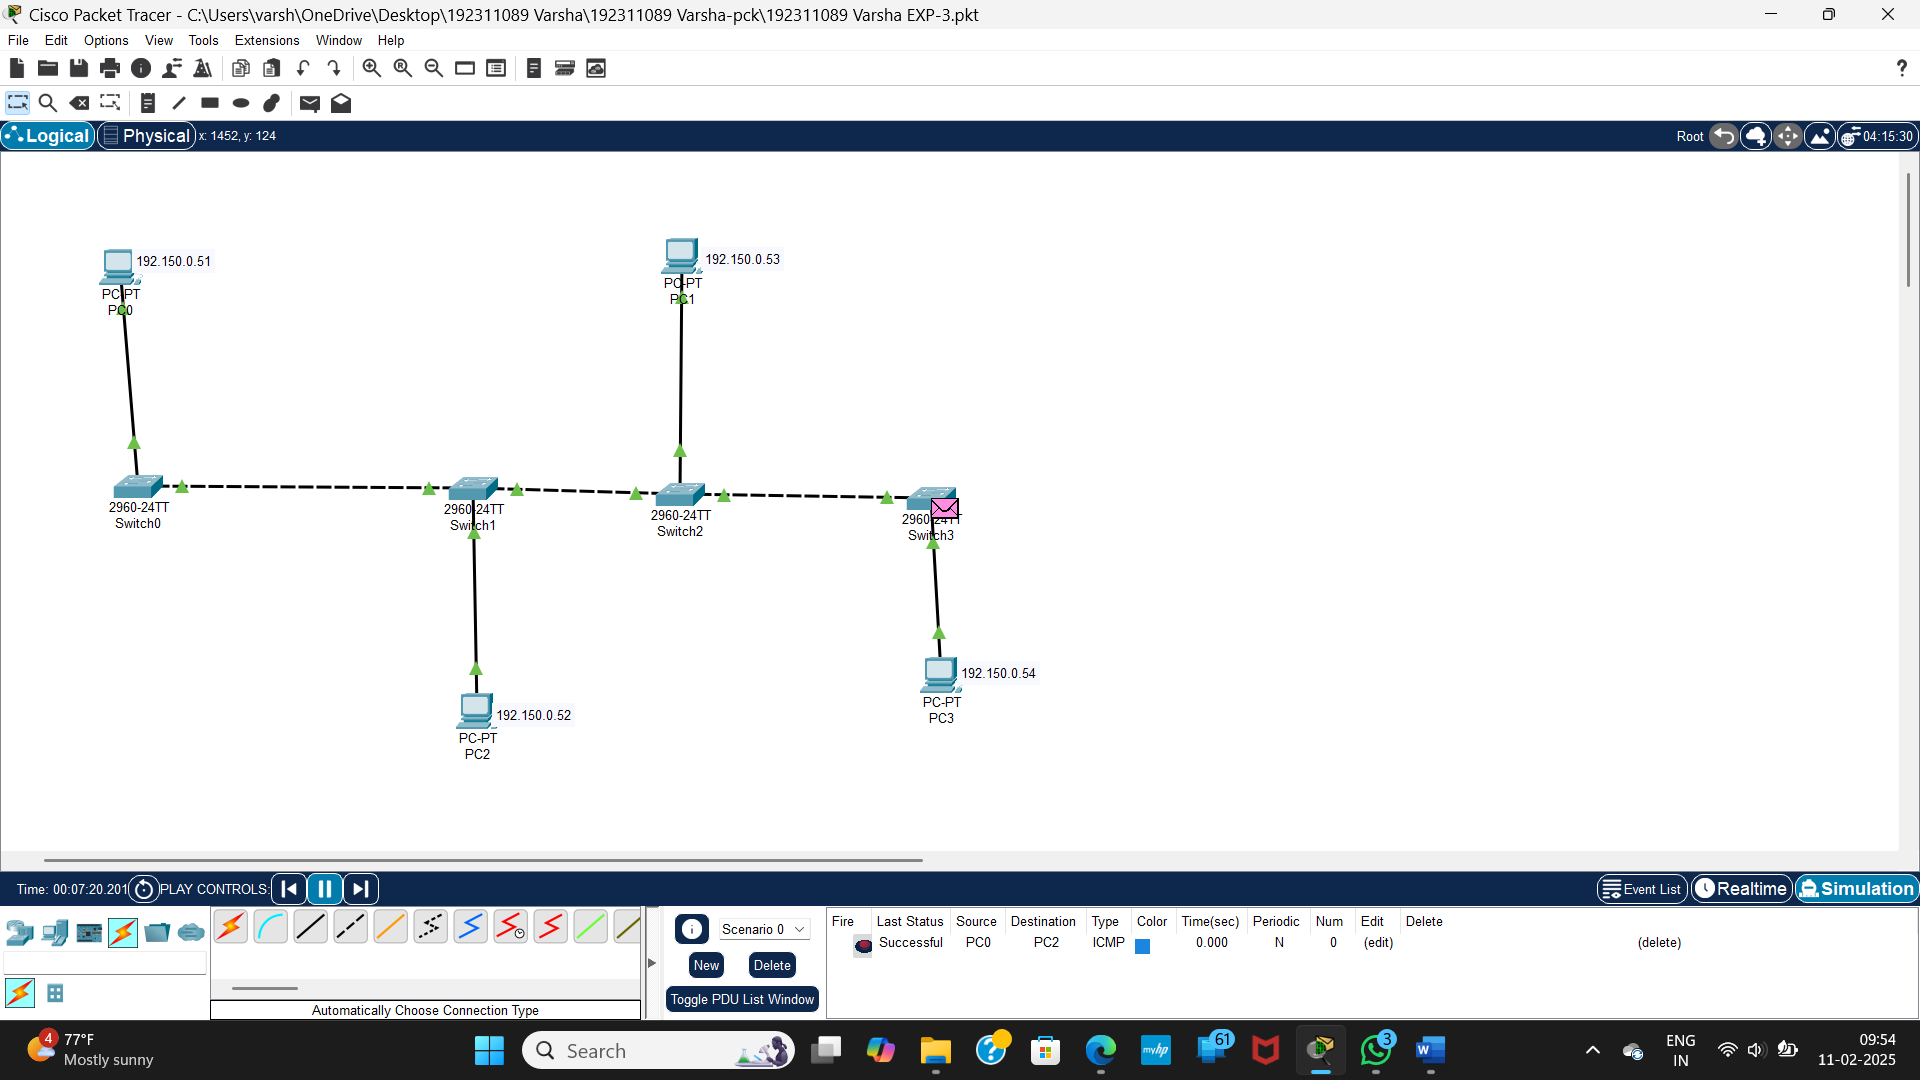 Cisco Packet Tracer - C:\Users\varsh\OneDrive\Desktop\192311089 Varsha\192311089 Varsha-pck\192311089 Varsha EXP-3.pkt
File Edit Options View Tools Extensions Window Help
?
Logical Physical x: 1452, y: 124 Root 04:15:30
192.150.0.51
PC-PT
PC0
192.150.0.53
PC-PT
PC1
2960-24TT
Switch0
2960-24TT
Switch1
2960-24TT
Switch2
2960-24TT
Switch3
192.150.0.52
PC-PT
PC2
192.150.0.54
PC-PT
PC3
Time: 00:07:20.201 PLAY CONTROLS: Event List Realtime Simulation
Scenario 0
New Delete
Toggle PDU List Window
Automatically Choose Connection Type
Fire Last Status Source Destination Type Color Time(sec) Periodic Num Edit Delete
Successful PC0 PC2 ICMP 0.000 N 0 (edit) (delete)
4 77°F
Mostly sunny
Search
myhp
61
3
W
ENG
IN
09:54
11-02-2025